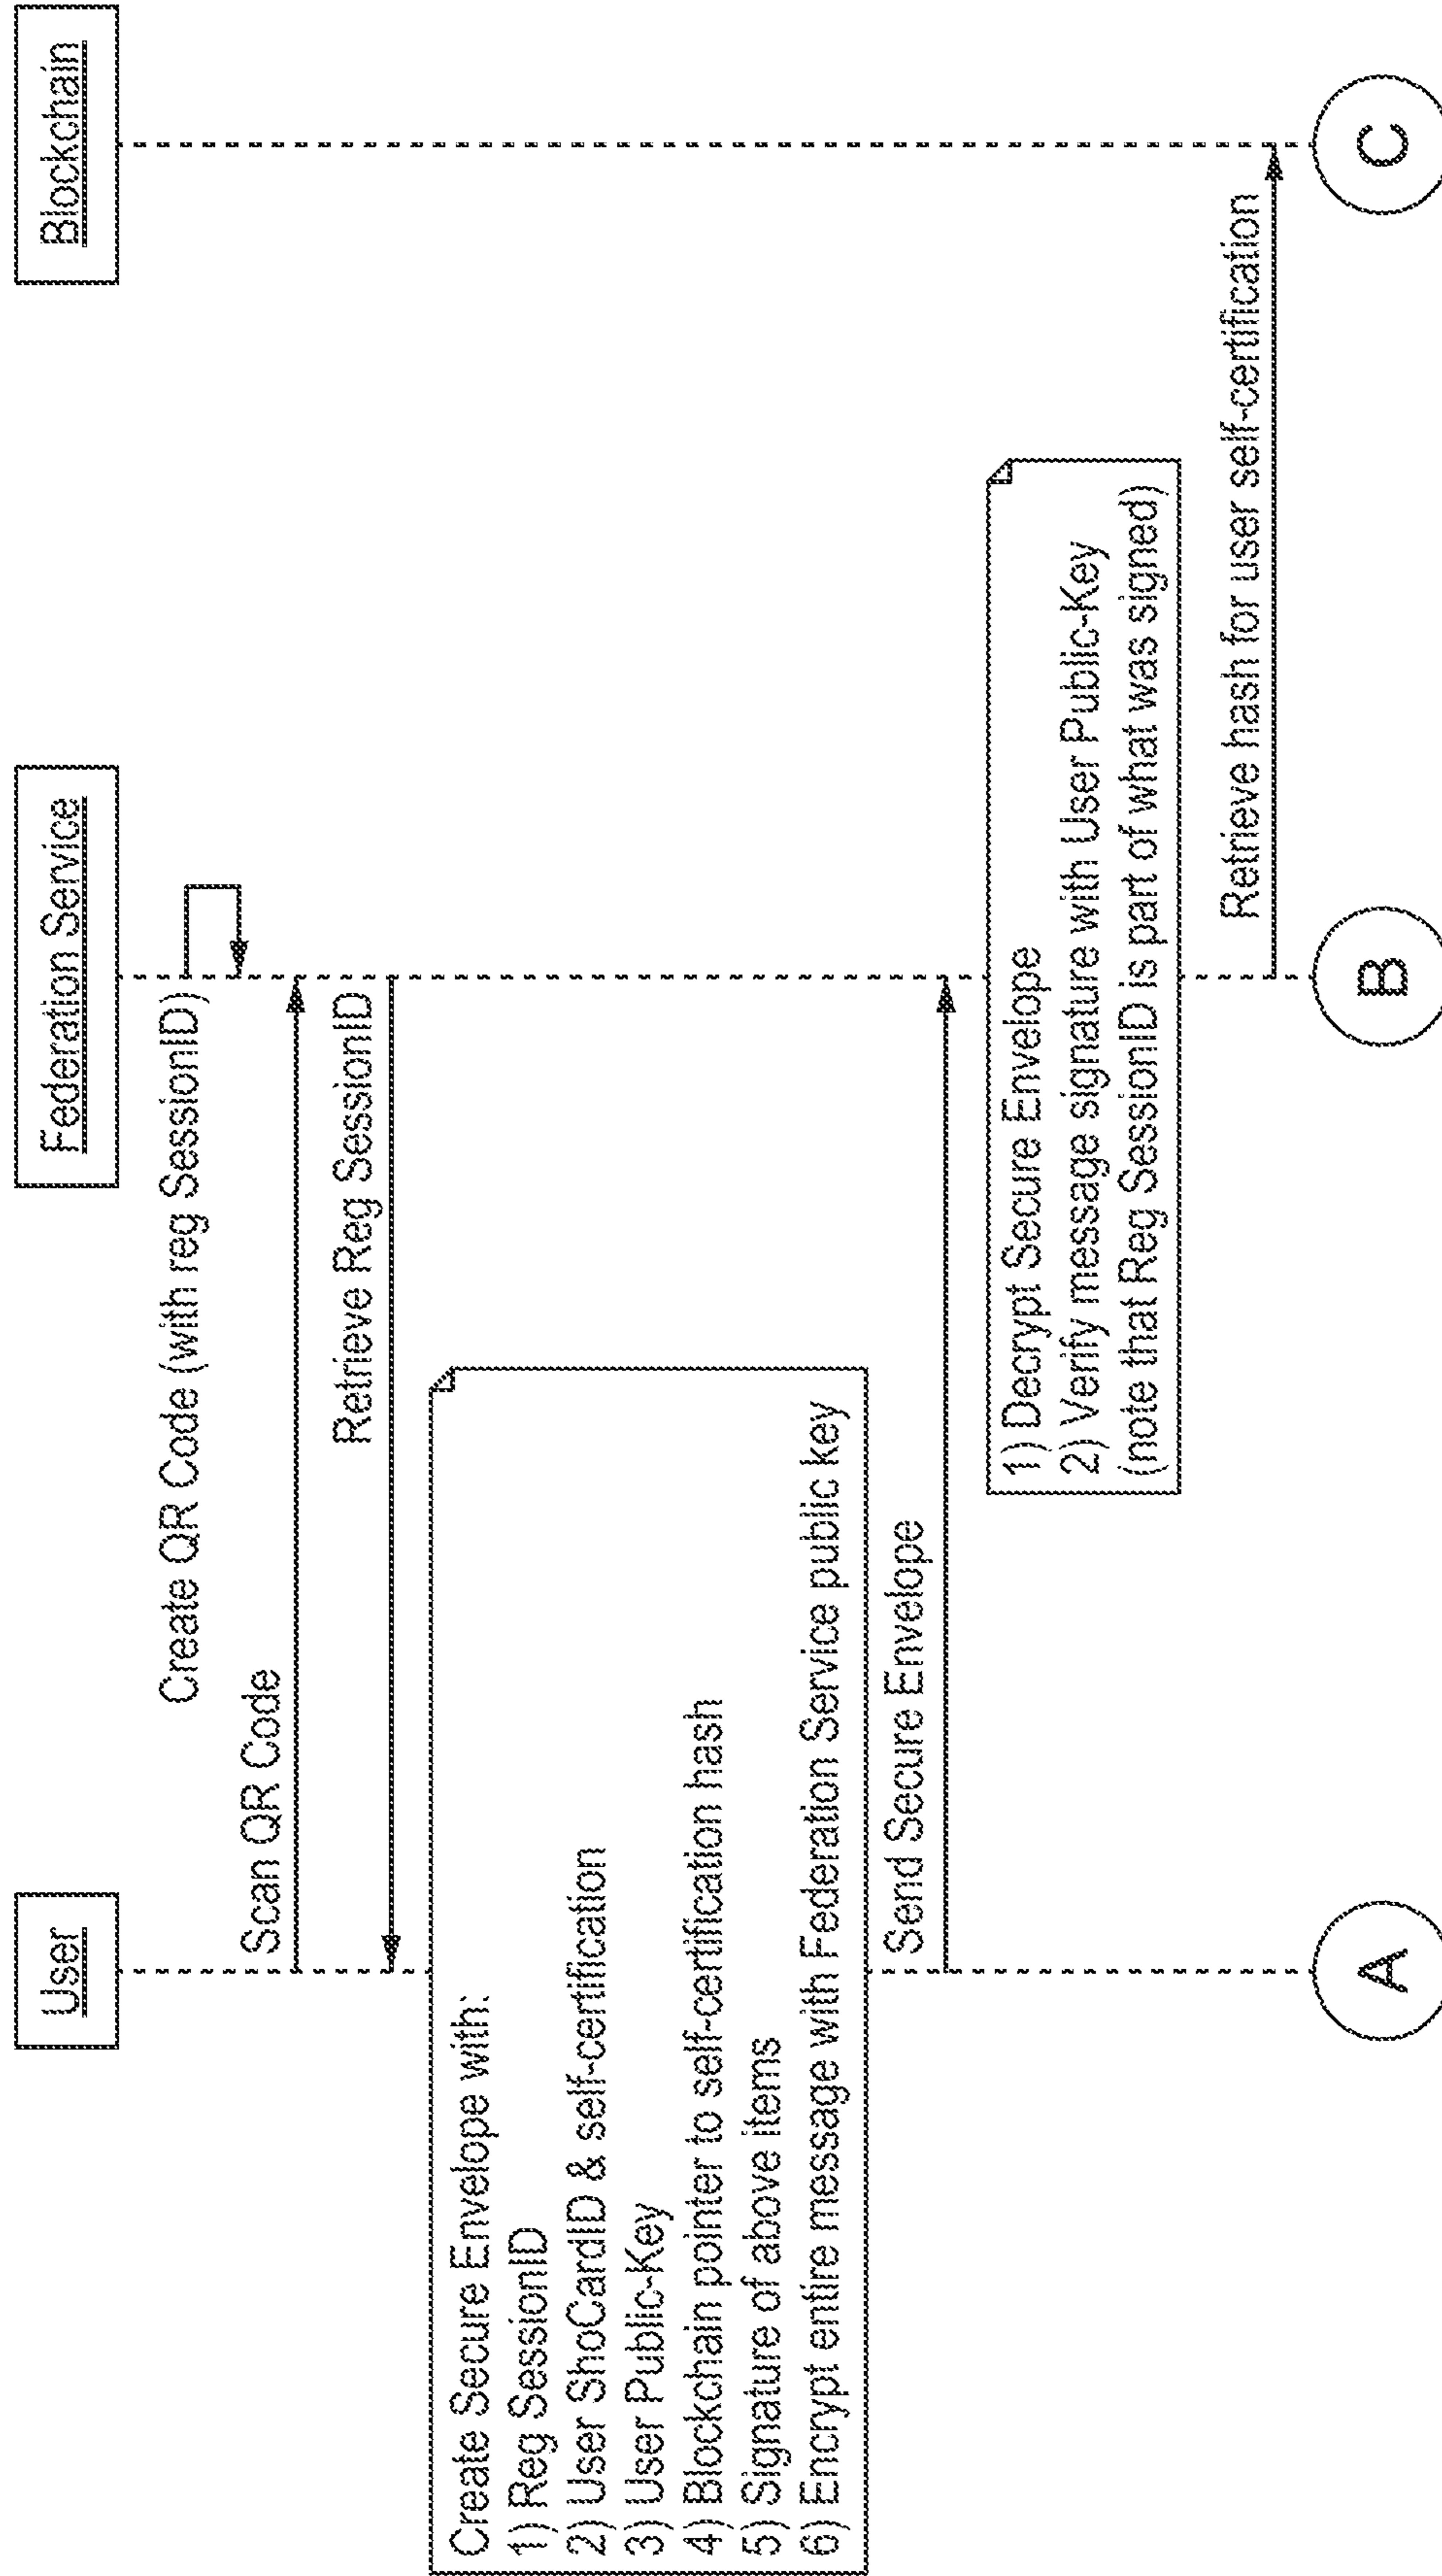 User
Federation Service
Blockchain
Create QR Code (with reg SessionID)
Scan QR Code
Retrieve Reg SessionID
Create Secure Envelope with:
1) Reg SessionID
2) User ShoCardID & self-certification
3) User Public-Key
4) Blockchain pointer to self-certification hash
5) Signature of above items
6) Encrypt entire message with Federation Service public key
Send Secure Envelope
1) Decrypt Secure Envelope
2) Verify message signature with User Public-Key
(note that Reg SessionID is part of what was signed)
Retrieve hash for user self-certification
A
B
C